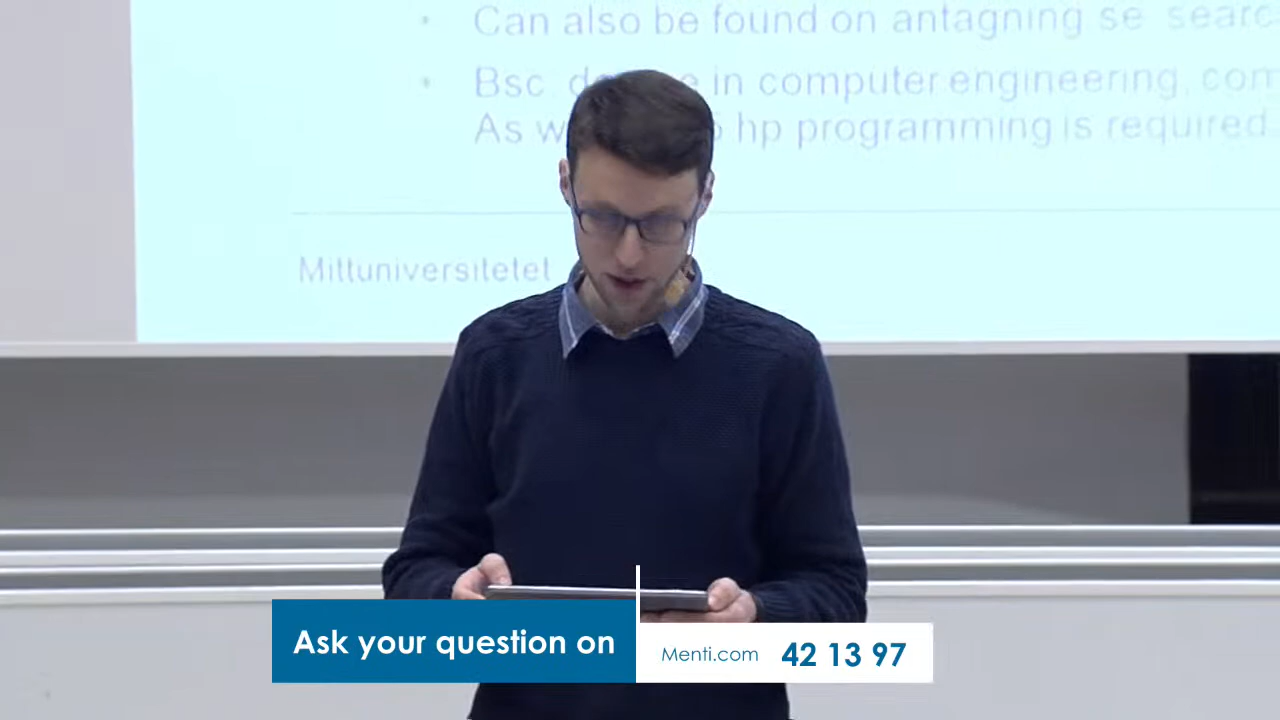 Can also be found on antagning se
Bsc in computer engineering,
As hp programming is required
Mittuniversitetet
Ask your question on
Menti.com 42 13 97